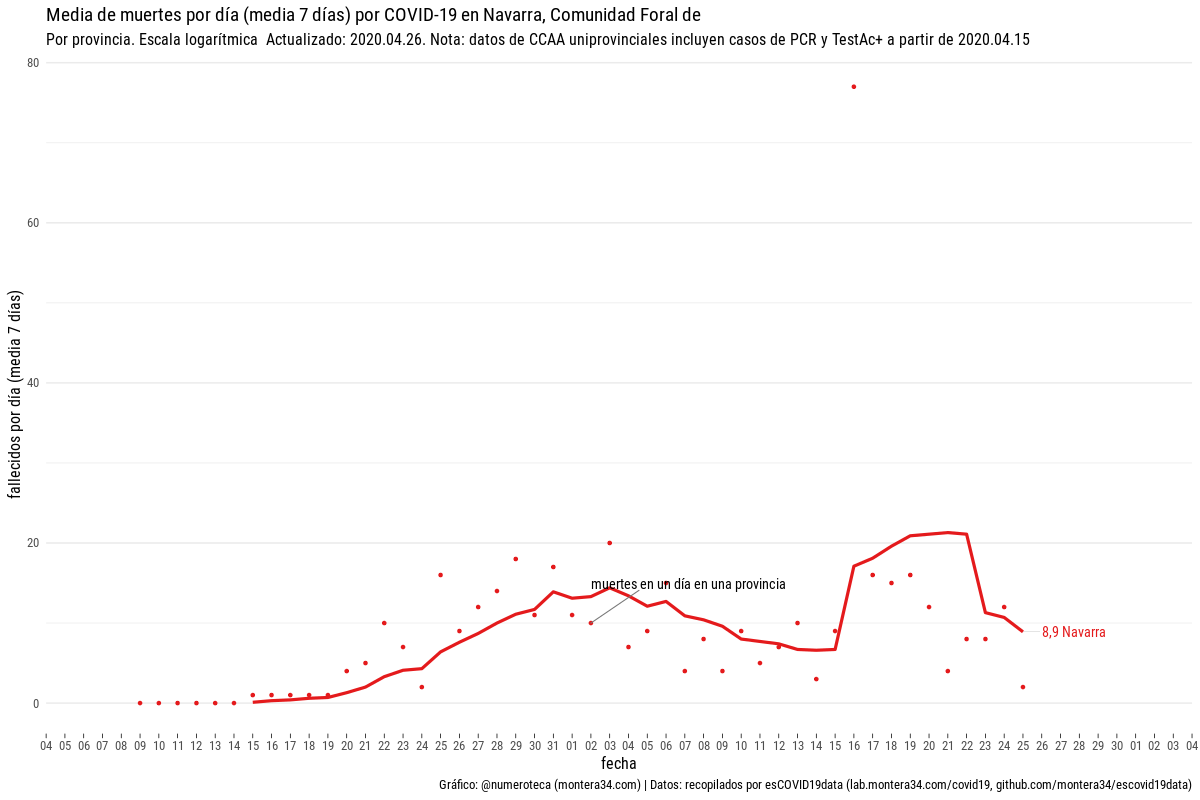 Media de muertes por día (media 7 días) por COVID-19 en Navarra, Comunidad Foral de
Por provincia. Escala logarítmica  Actualizado: 2020.04.26. Nota: datos de CCAA uniprovinciales incluyen casos de PCR y TestAc+ a partir de 2020.04.15
fallecidos por día (media 7 días)
80
60
40
20
0
muertes en un día en una provincia
8,9 Navarra
04 05 06 07 08 09 10 11 12 13 14 15 16 17 18 19 20 21 22 23 24 25 26 27 28 29 30 31 01 02 03 04 05 06 07 08 09 10 11 12 13 14 15 16 17 18 19 20 21 22 23 24 25 26 27 28 29 30 01 02 03 04
fecha
Gráfico: @numeroteca (montera34.com) | Datos: recopilados por esCOVID19data (lab.montera34.com/covid19, github.com/montera34/escovid19data)